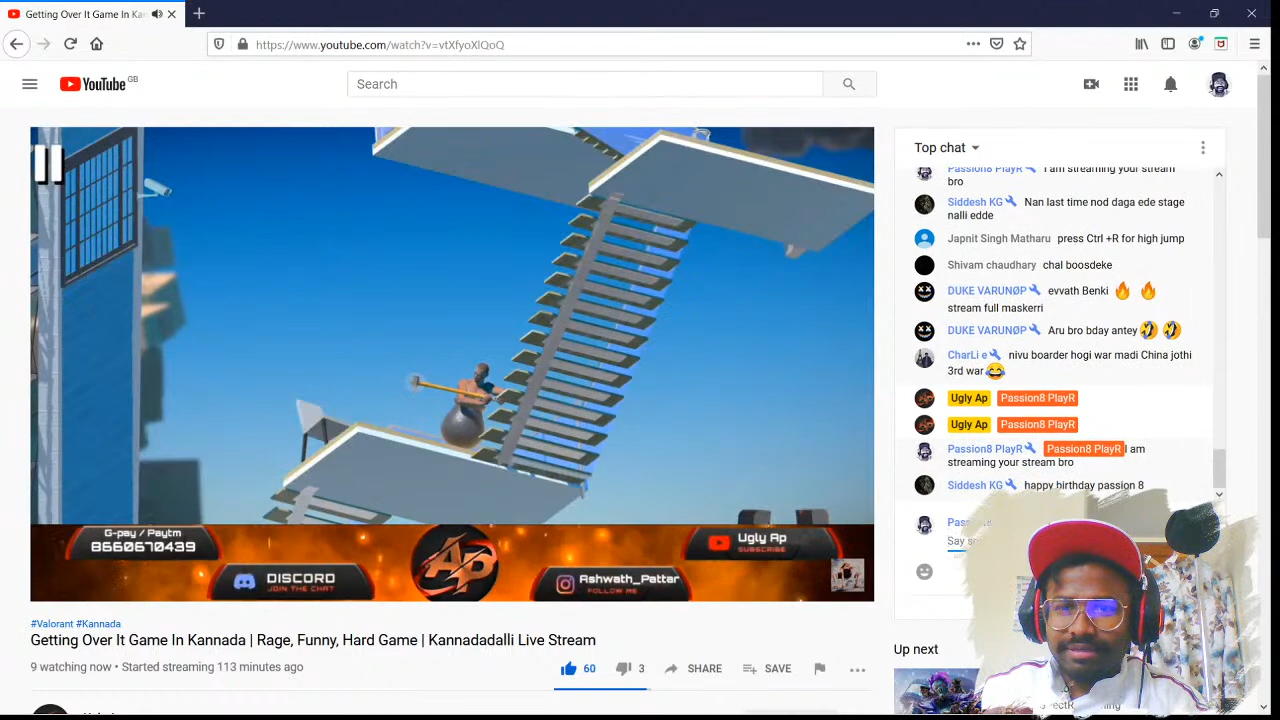 Getting Over It Game In Ka
https://www.youtube.com/watch?v=vtXfyoXlQoQ
YouTube GB
Search
Top chat
Passion8 PlayR I am streaming your stream
bro
Siddesh KG Nan last time nod daga ede stage
nalli edde
Japnit Singh Matharu press Ctrl +R for high jump
Shivam chaudhary chal boosdeke
DUKE VARUNØP evvath Benki 🔥 🔥
stream full maskerri
DUKE VARUNØP Aru bro bday antey 🤣 🤣
CharLi e nivu boarder hogi war madi China jothi
3rd war 😂
Ugly Ap Passion8 PlayR
Ugly Ap Passion8 PlayR
Passion8 PlayR Passion8 PlayR I am
streaming your stream bro
Siddesh KG happy birthday passion 8
G-pay / Paytm
8660670439
DISCORD
JOIN THE CHAT
AP
Ugly Ap
SUBSCRIBE
Ashwath_Pattar
FOLLOW ME
#Valorant #Kannada
Getting Over It Game In Kannada | Rage, Funny, Hard Game | Kannadadalli Live Stream
9 watching now • Started streaming 113 minutes ago
60 3 SHARE SAVE
Up next